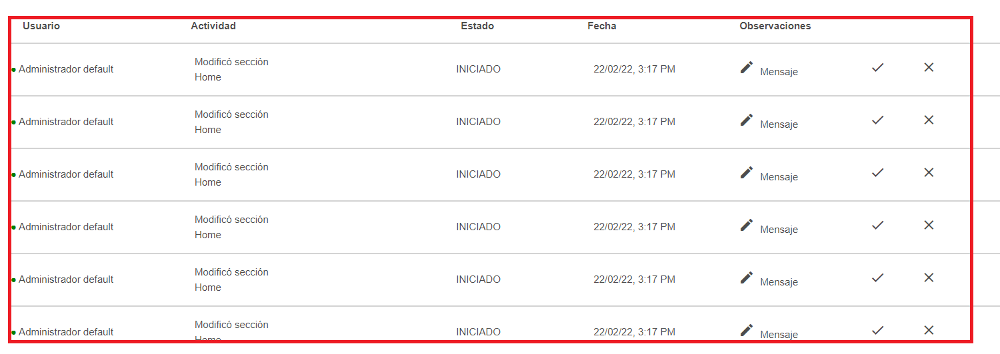 Usuario Actividad Estado Fecha Observaciones
Administrador default Modificó sección Home INICIADO 22/02/22, 3:17 PM Mensaje
Administrador default Modificó sección Home INICIADO 22/02/22, 3:17 PM Mensaje
Administrador default Modificó sección Home INICIADO 22/02/22, 3:17 PM Mensaje
Administrador default Modificó sección Home INICIADO 22/02/22, 3:17 PM Mensaje
Administrador default Modificó sección Home INICIADO 22/02/22, 3:17 PM Mensaje
Administrador default Modificó sección Home INICIADO 22/02/22, 3:17 PM Mensaje